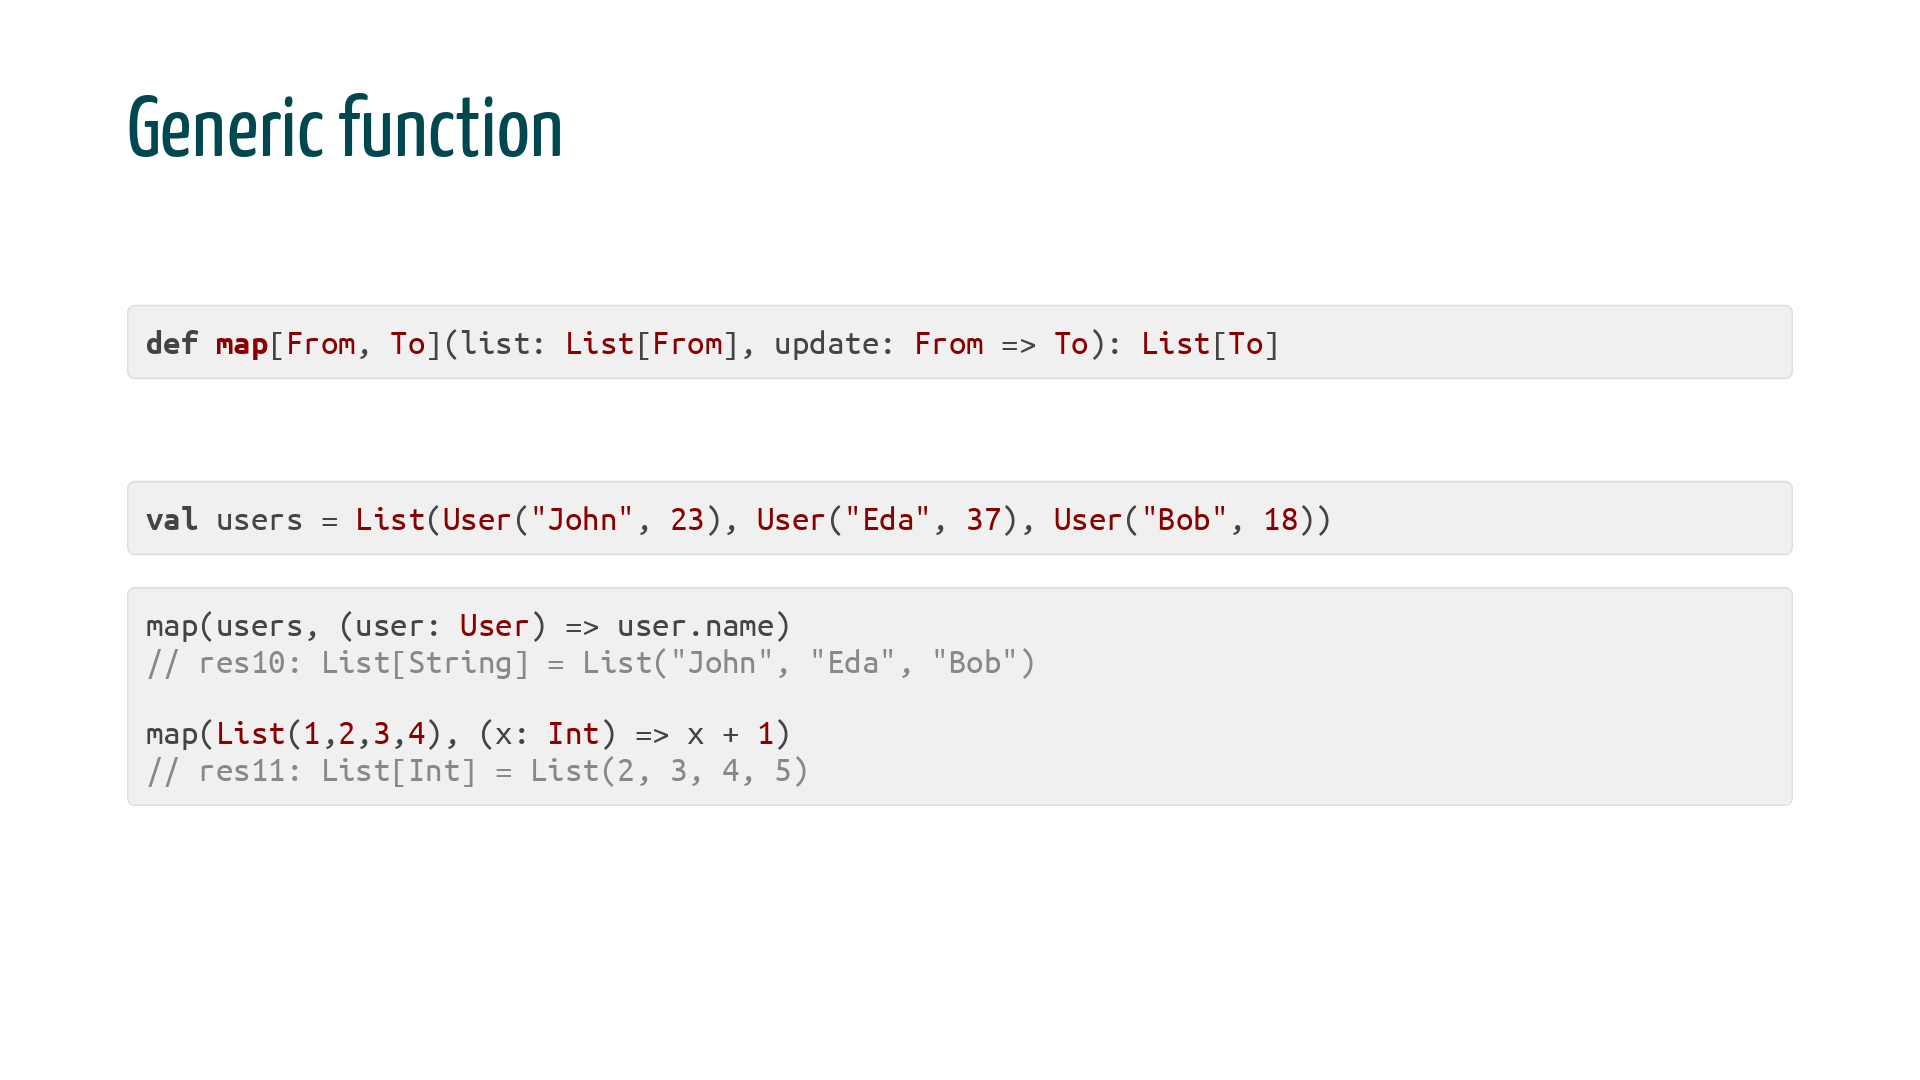 Generic function
def map[From, To](list: List[From], update: From => To): List[To]
val users = List(User("John", 23), User("Eda", 37), User("Bob", 18))
map(users, (user: User) => user.name)
// res10: List[String] = List("John", "Eda", "Bob")
map(List(1,2,3,4), (x: Int) => x + 1)
// res11: List[Int] = List(2, 3, 4, 5)